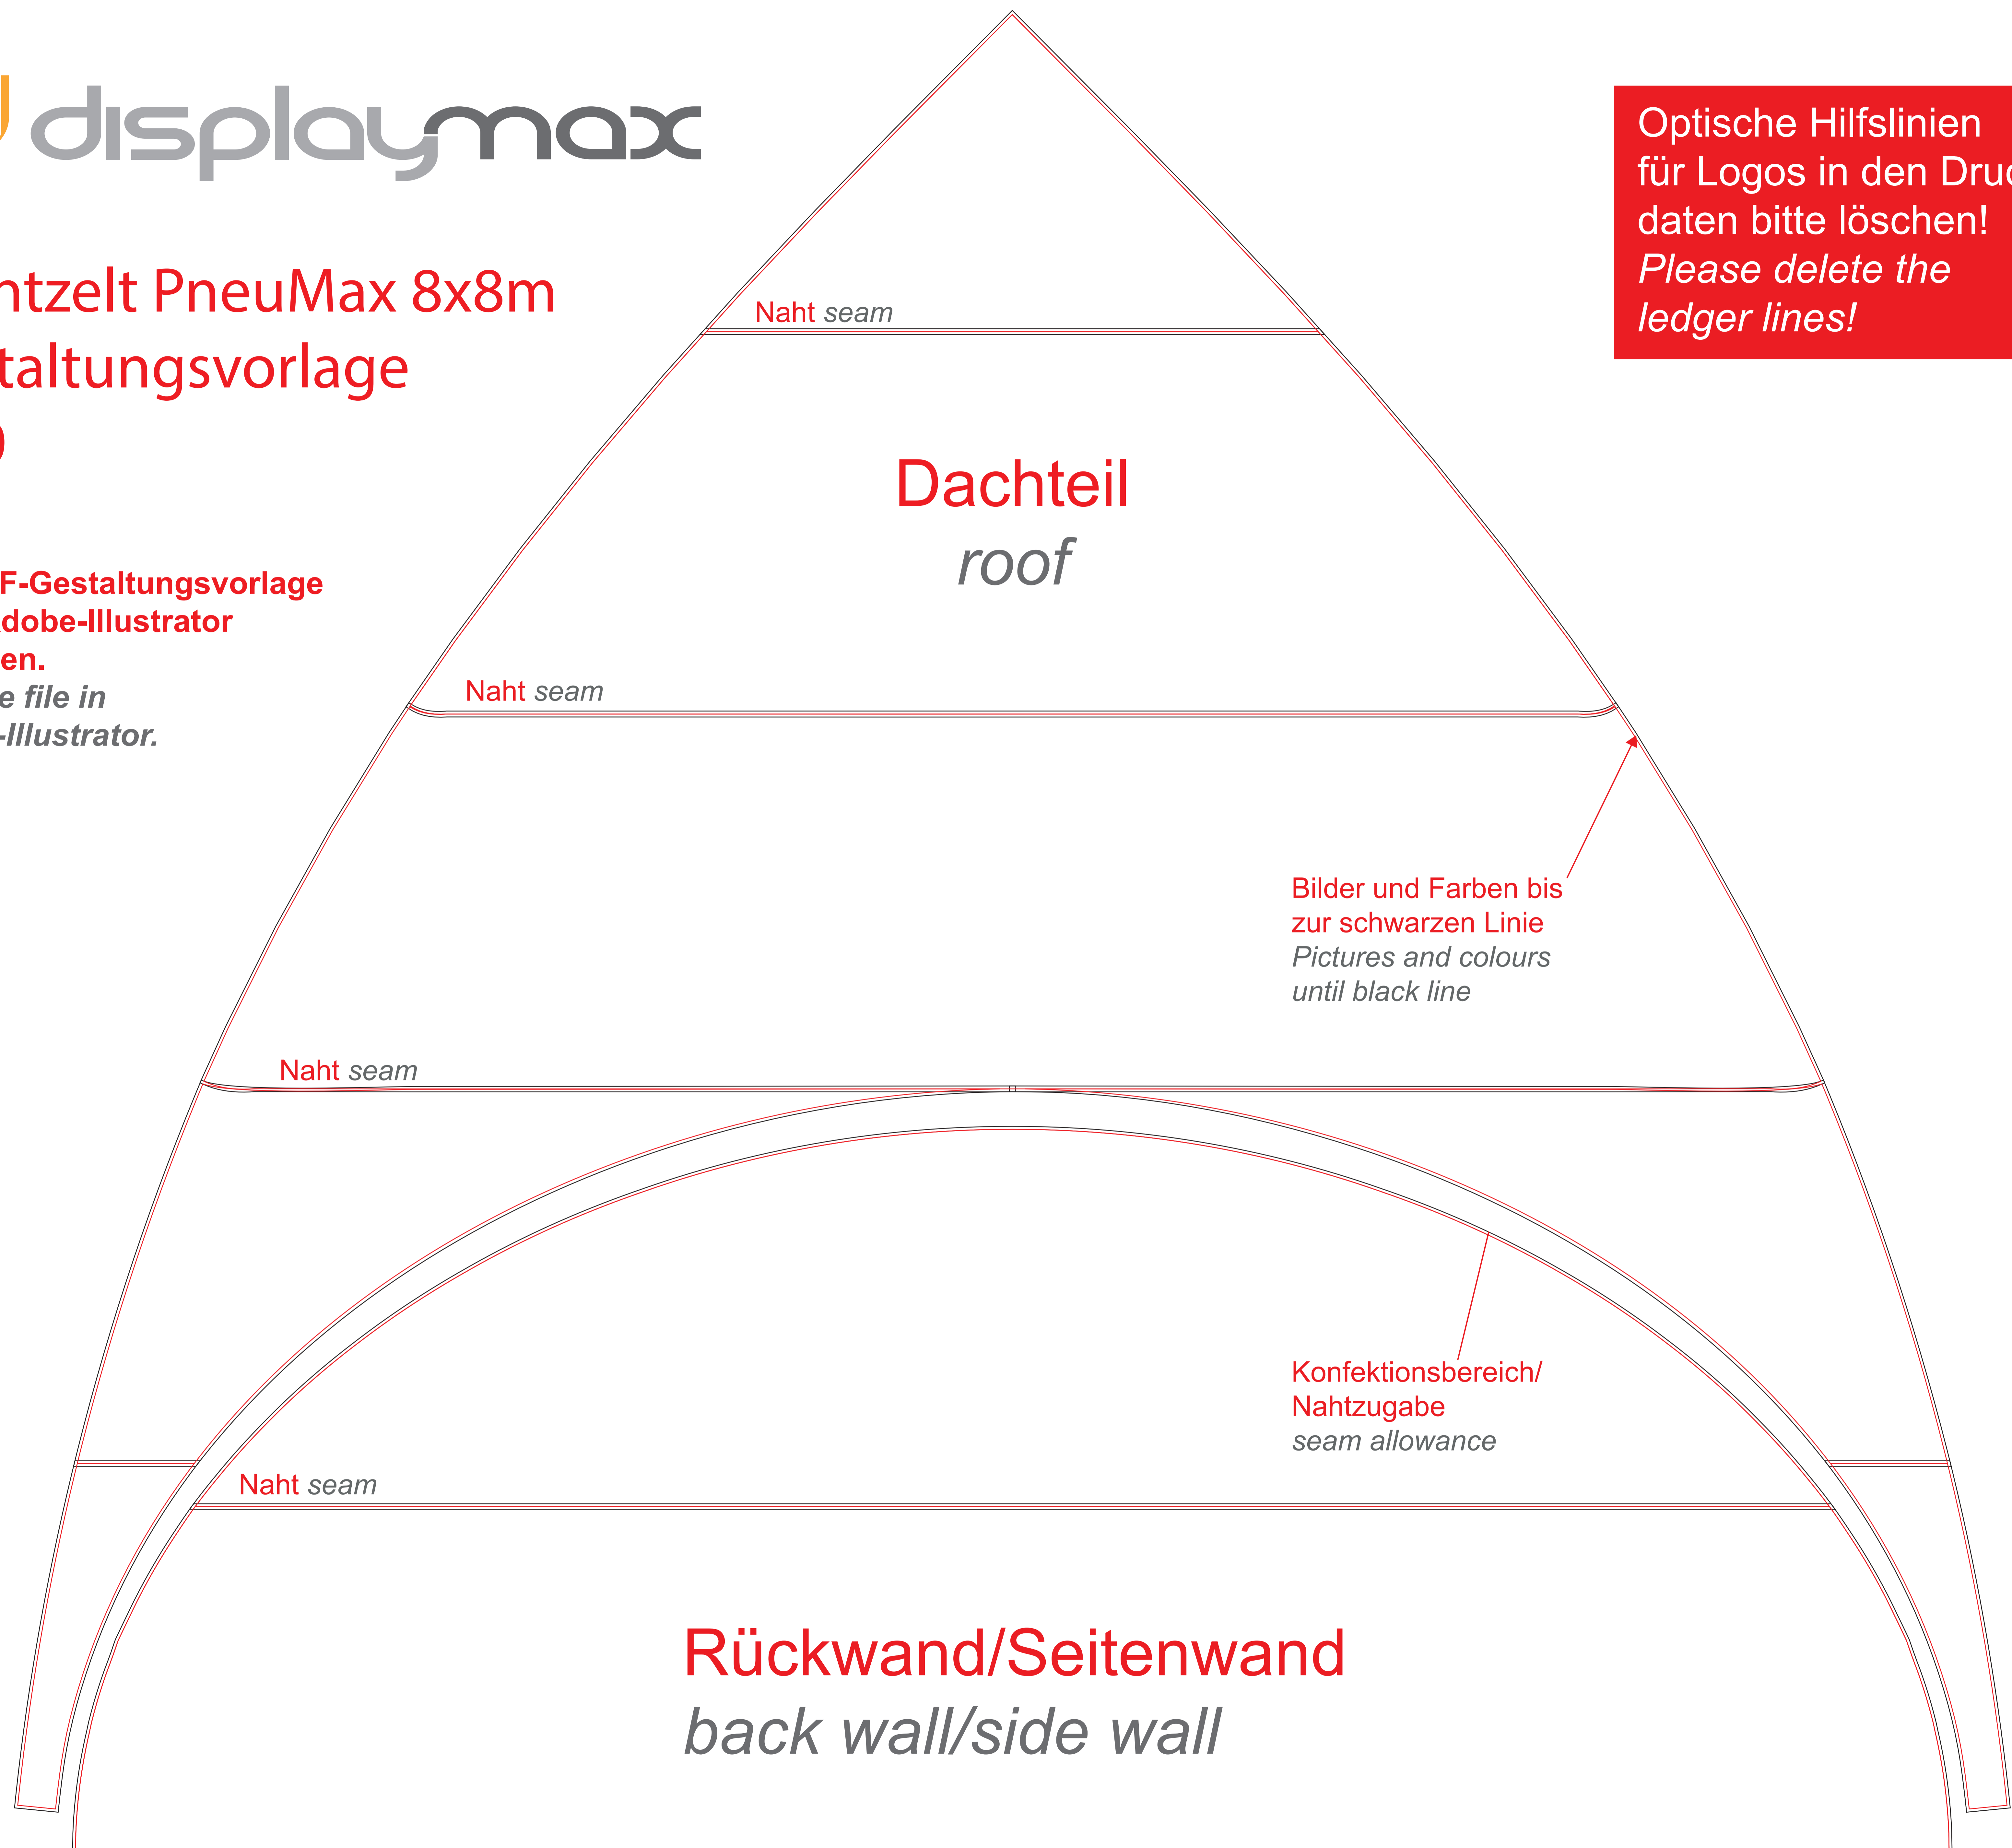 displaymax
ntzelt PneuMax 8x8m
taltungsvorlage
Optische Hilfslinien
für Logos in den Druc
daten bitte löschen!
Please delete the
ledger lines!
Naht seam
Dachteil
roof
F-Gestaltungsvorlage
dobe-Illustrator
en.
e file in
-Illustrator.
Naht seam
Bilder und Farben bis
zur schwarzen Linie
Pictures and colours
until black line
Naht seam
Konfektionsbereich/
Nahtzugabe
seam allowance
Naht seam
Rückwand/Seitenwand
back wall/side wall